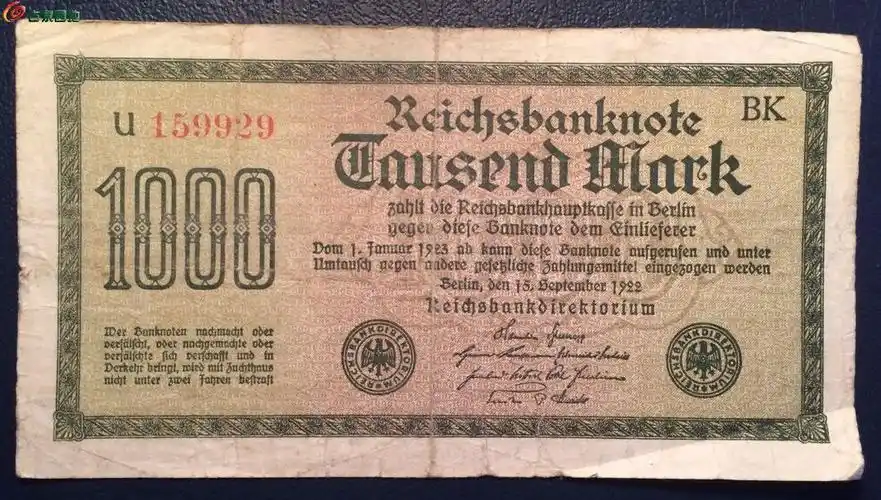 U 159929
BK
Reichsbanknote
1000
Tausend Mark
zahlt die Reichsbankhauptkasse in Berlin
gegen diese Banknote dem Einlieferer
Vom 1. Januar 1923 ab kann diese Banknote aufgerufen und unter
Umtausch gegen andere gesetzliche Zahlungsmittel eingezogen werden
Berlin, den 15. September 1922
Reichsbankdirektorium
Wer Banknoten nachmacht oder
verfälscht, oder nachgemachte oder
verfälschte sich verschafft und in
Verkehr bringt, wird mit Zuchthaus
nicht unter zwei Jahren bestraft
REICHSBANKDIREKTORIUM
REICHSBANKDIREKTORIUM